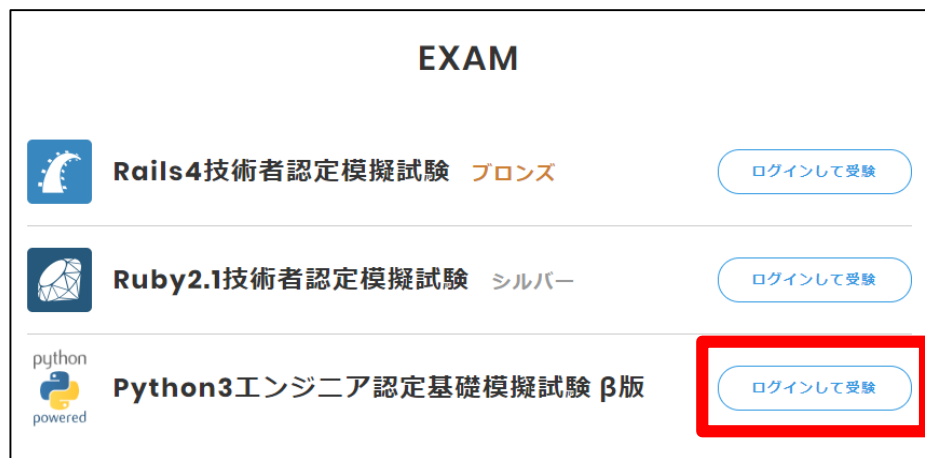 EXAM
Rails4技術者認定模擬試験 ブロンズ ログインして受験
Ruby2.1技術者認定模擬試験 シルバー ログインして受験
python
powered
Python3エンジニア認定基礎模擬試験 β版 ログインして受験